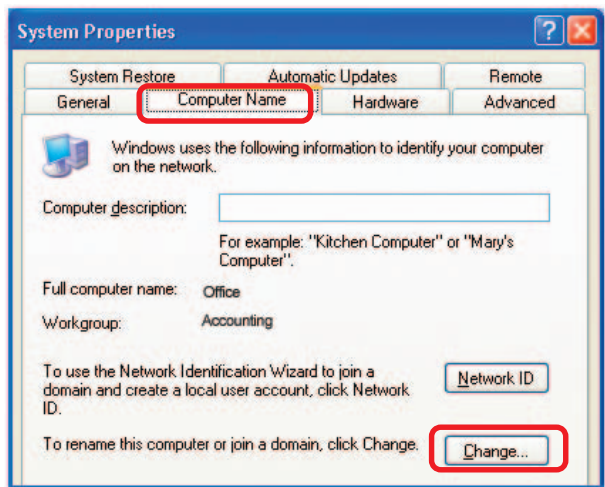 System Properties
?
System Restore Automatic Updates Remote
General Computer Name Hardware Advanced
Windows uses the following information to identify your computer
on the network.
Computer description:
For example: "Kitchen Computer" or "Mary's
Computer".
Full computer name: Office
Workgroup: Accounting
To use the Network Identification Wizard to join a
domain and create a local user account, click Network
ID.
Network ID
To rename this computer or join a domain, click Change.
Change...